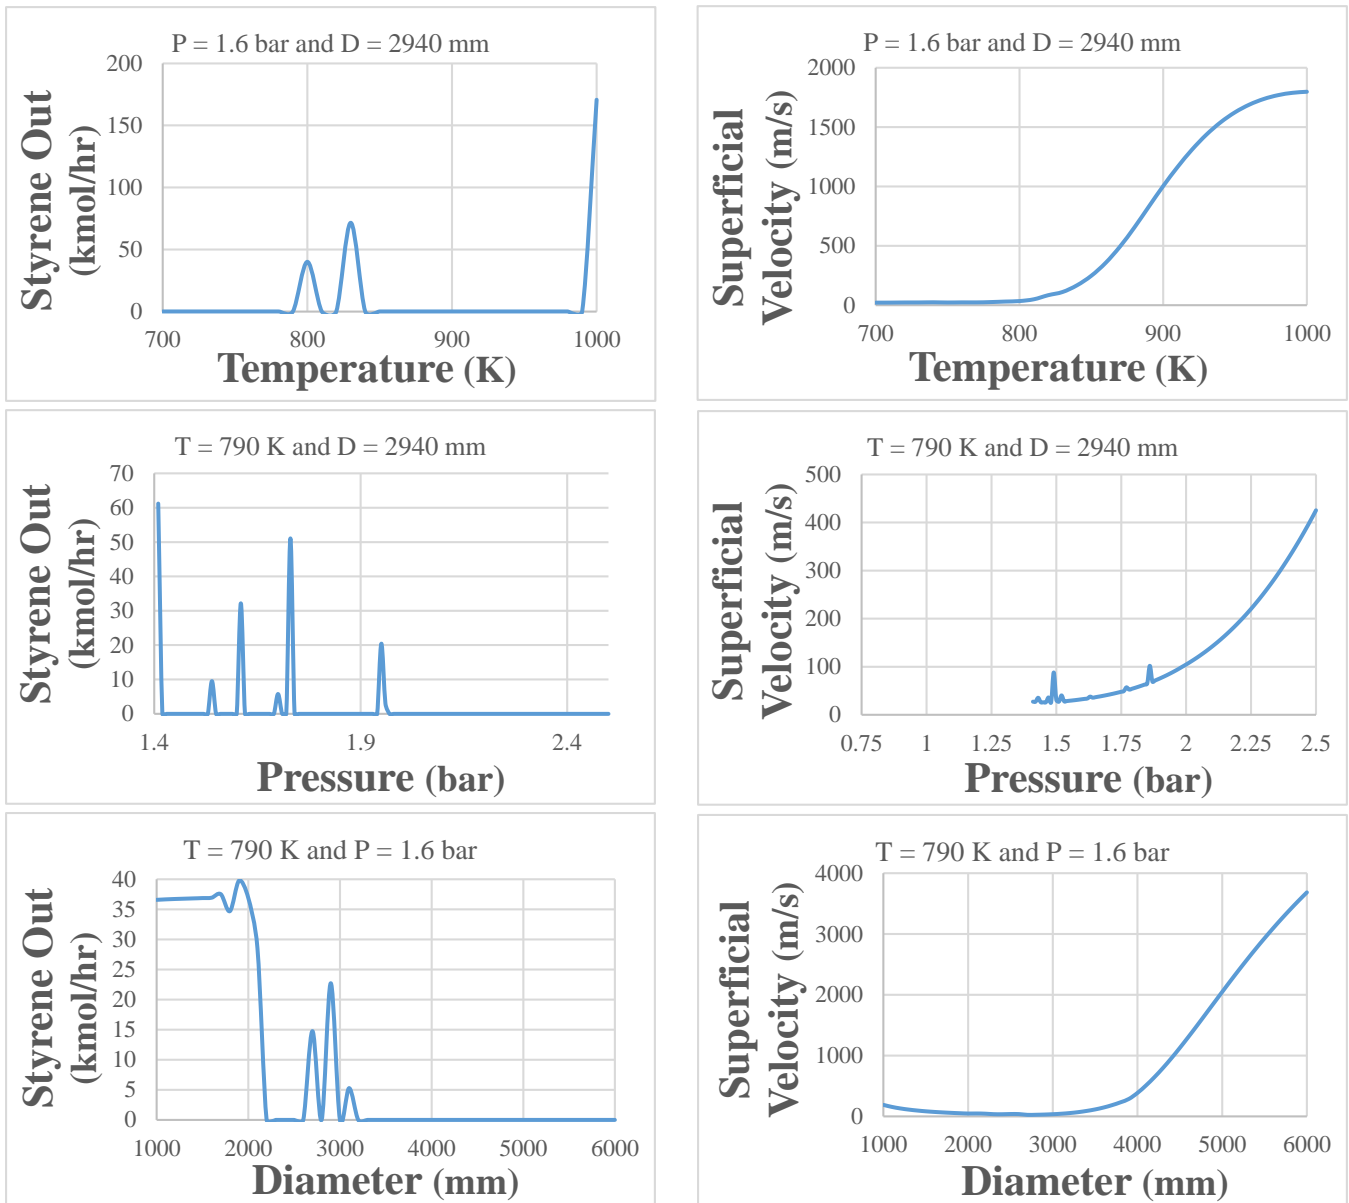 P = 1.6 bar and D = 2940 mm
Styrene Out
(kmol/hr)
200
150
100
50
0
700 800 900 1000
Temperature (K)
P = 1.6 bar and D = 2940 mm
Superficial
Velocity (m/s)
2000
1500
1000
500
0
700 800 900 1000
Temperature (K)
T = 790 K and D = 2940 mm
Styrene Out
(kmol/hr)
70
60
50
40
30
20
10
0
1.4 1.9 2.4
Pressure (bar)
T = 790 K and D = 2940 mm
Superficial
Velocity (m/s)
500
400
300
200
100
0
0.75 1 1.25 1.5 1.75 2 2.25 2.5
Pressure (bar)
T = 790 K and P = 1.6 bar
Styrene Out
(kmol/hr)
40
35
30
25
20
15
10
5
0
1000 2000 3000 4000 5000 6000
Diameter (mm)
T = 790 K and P = 1.6 bar
Superficial
Velocity (m/s)
4000
3000
2000
1000
0
1000 2000 3000 4000 5000 6000
Diameter (mm)